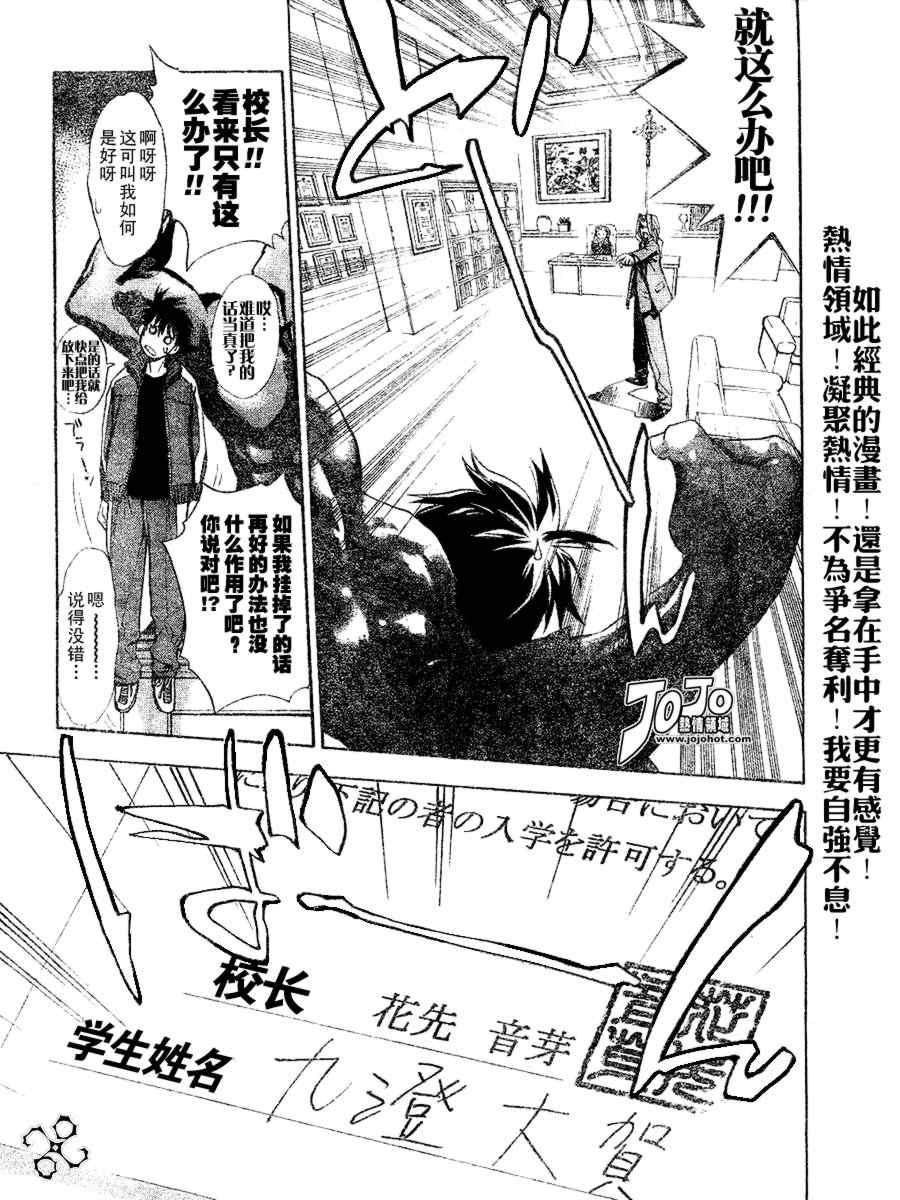 就这么办吧!!!
校长!!
看来只有这
么办了!!
啊呀呀
这可叫我如何
是好呀
哎…
难道把我的
话当真了?
是的话就
快点把我给
放下来吧…
如果我挂掉了的话
再好的办法也没
什么作用了吧?
你说对吧!?
嗯~~~~
说得没错…
如此經典的漫畫！還是拿在手中才更有感覺！
熱情領域！凝聚熱情！不為爭名奪利！我要自強不息！
JOJO
熱情領域
www.jojohot.com
下記の者の入学を許可する。
校长
花先 音芽
学生姓名
九澄 大賀